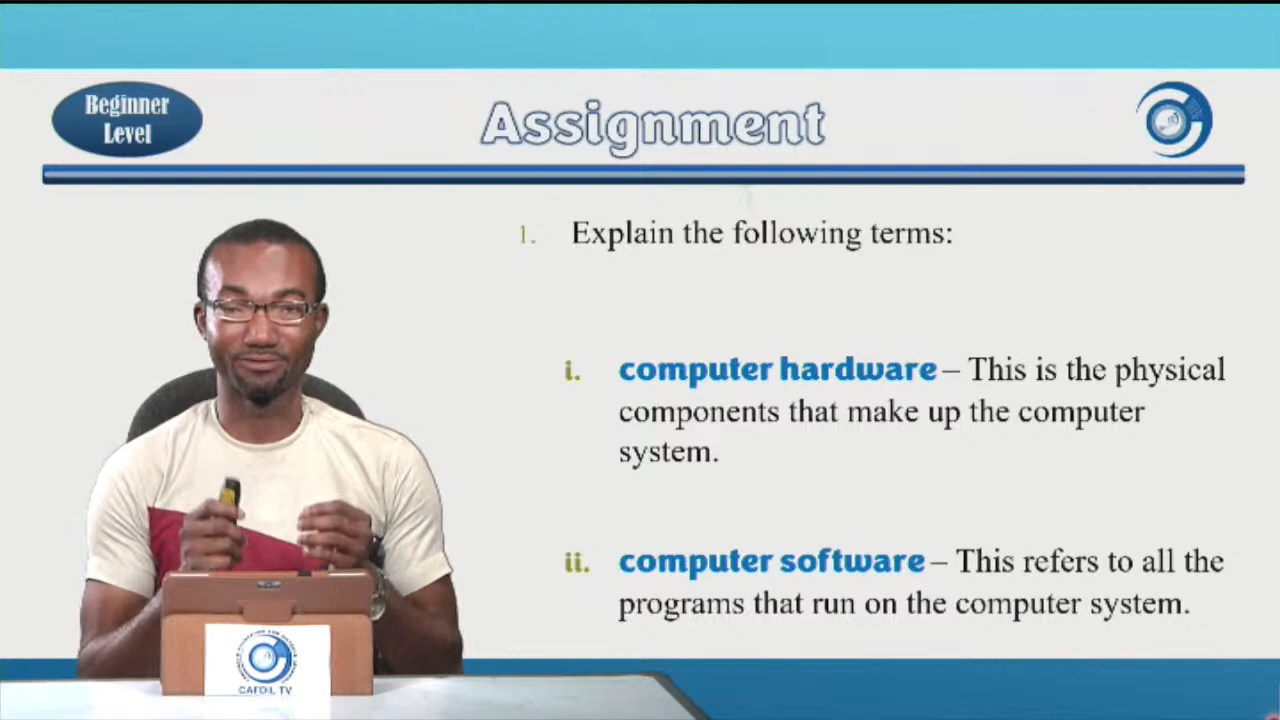 Beginner
Level
Assignment
1. Explain the following terms:
i. computer hardware – This is the physical
components that make up the computer
system.
ii. computer software – This refers to all the
programs that run on the computer system.
CAFOIL TV